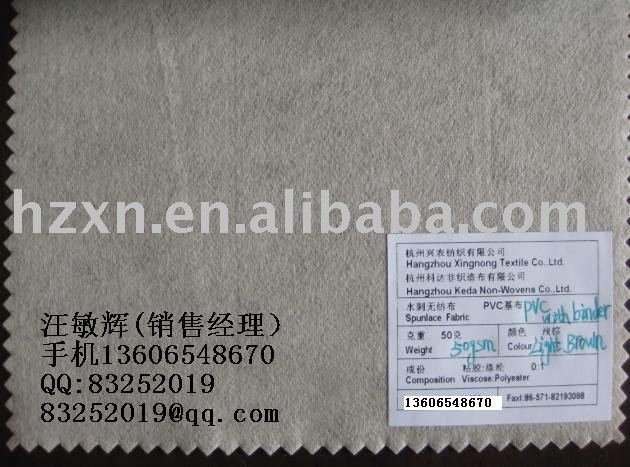 hzxn.en.alibaba.com
杭州兴农纺织有限公司
Hangzhou Xingnong Textile Co.,Ltd.
杭州科达非织造布有限公司
Hangzhou Keda Non-Wovens Co.,Ltd.
水刺无纺布 PVC基布 PVC with binder
Spunlace Fabric
克重 50克 颜色 浅棕
Weight 50gsm Colour Light Brown
成份 粘胶:涤纶 0:1
Composition Viscose:Polyester
13606548670 Faxl:86-571-82193098
汪敏辉(销售经理)
手机13606548670
QQ:83252019
83252019@qq.com